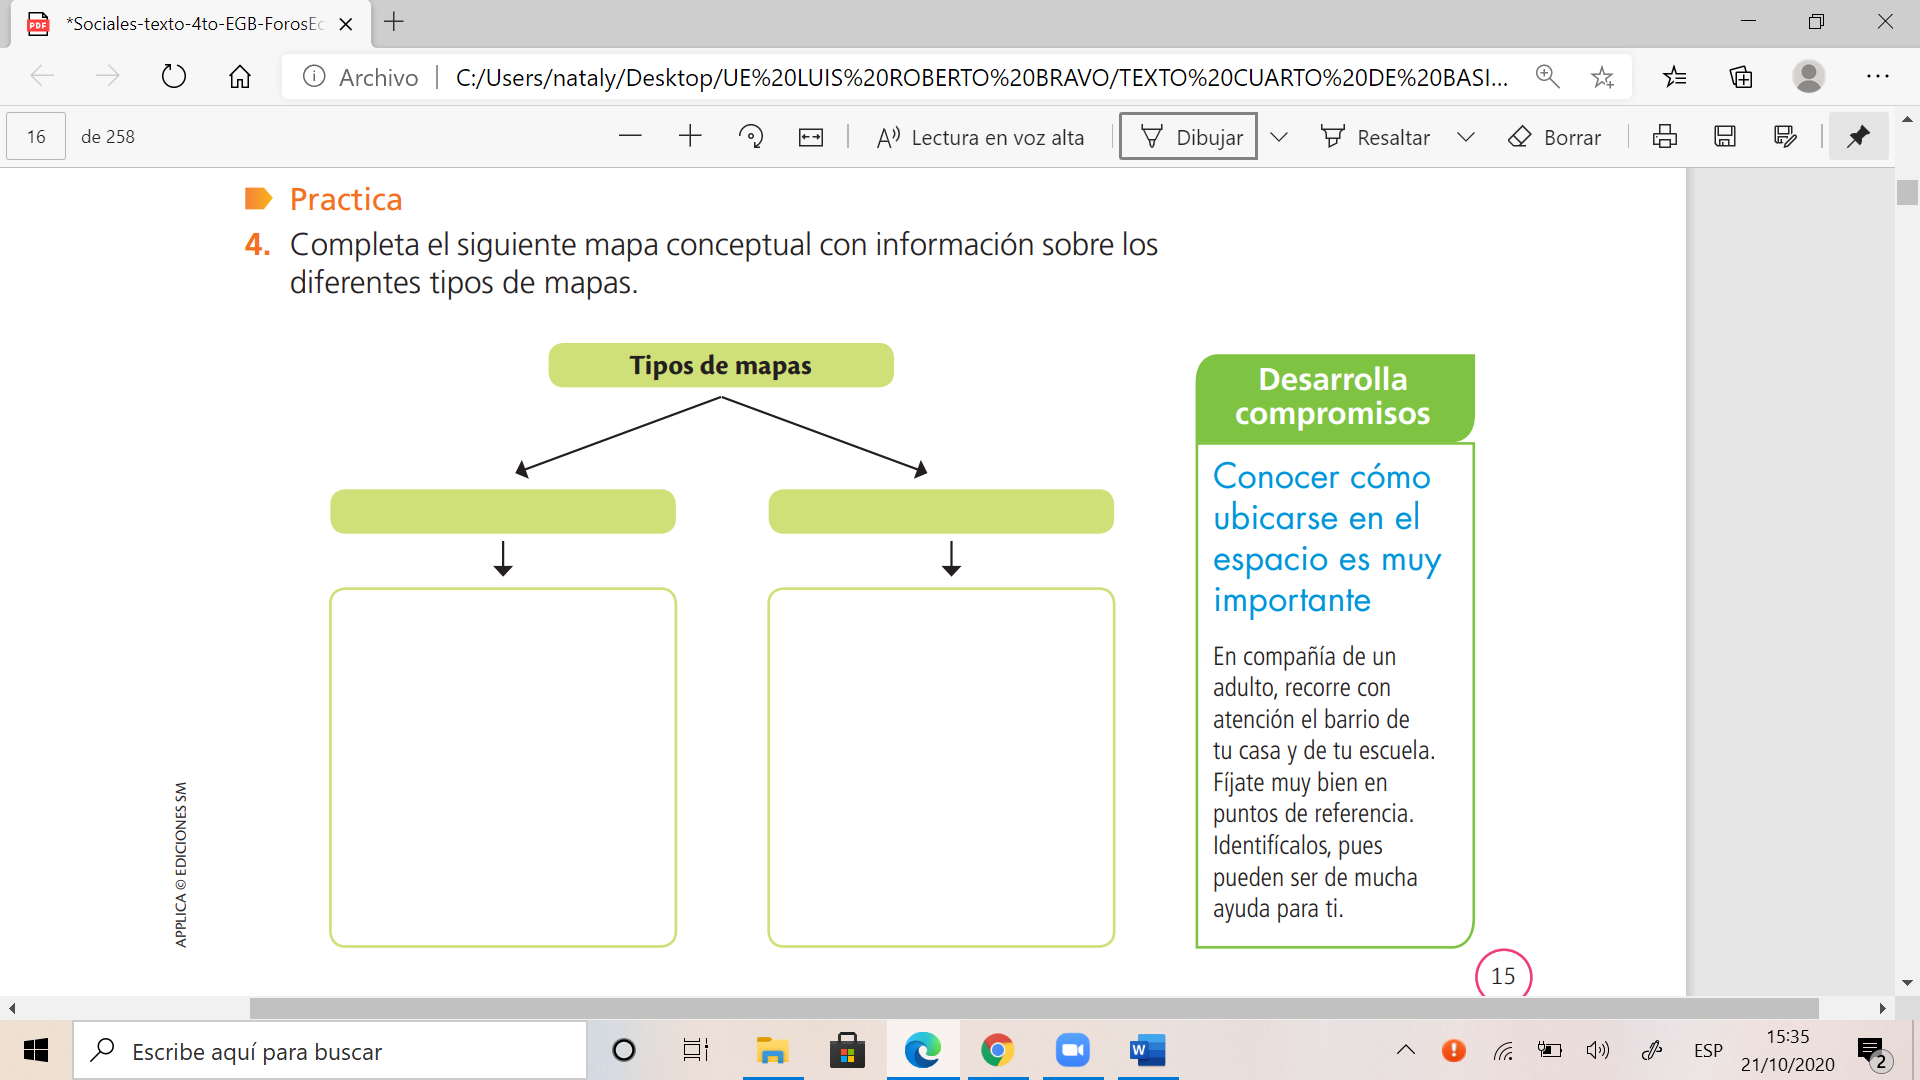 *Sociales-texto-4to-EGB-ForosEc
Archivo
C:/Users/nataly/Desktop/UE%20LUIS%20ROBERTO%20BRAVO/TEXTO%20CUARTO%20DE%20BASI...
16
de 258
Lectura en voz alta
Dibujar
Resaltar
Borrar
Practica
4. Completa el siguiente mapa conceptual con información sobre los
diferentes tipos de mapas.
Tipos de mapas
Desarrolla
compromisos
Conocer cómo
ubicarse en el
espacio es muy
importante
En compañía de un
adulto, recorre con
atención el barrio de
tu casa y de tu escuela.
Fíjate muy bien en
puntos de referencia.
Identifícalos, pues
pueden ser de mucha
ayuda para ti.
APPLICA © EDICIONES SM
15
Escribe aquí para buscar
ESP
15:35
21/10/2020
2